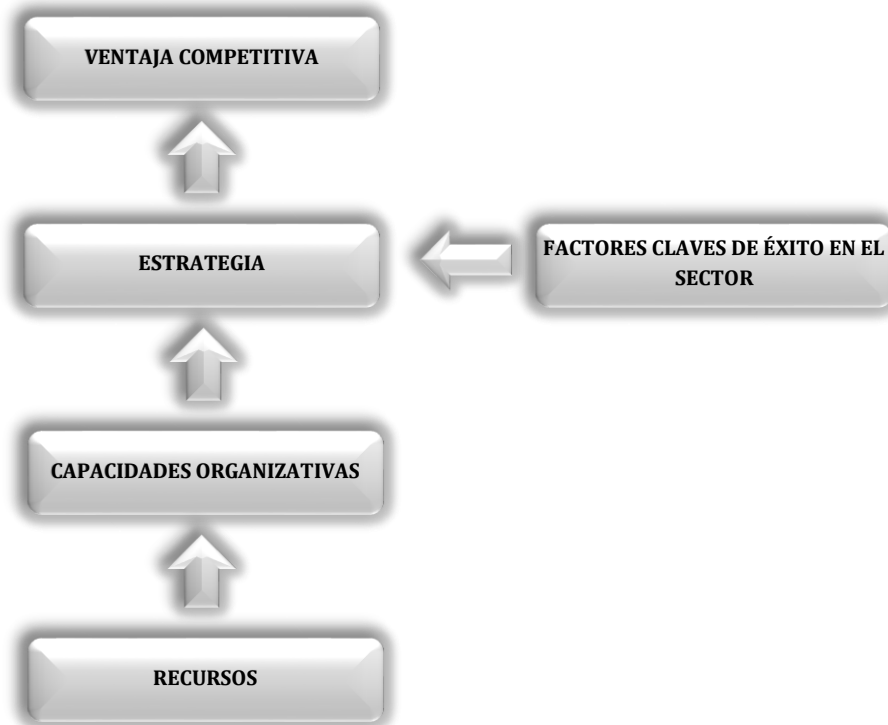 VENTAJA COMPETITIVA
ESTRATEGIA
FACTORES CLAVES DE ÉXITO EN EL
SECTOR
CAPACIDADES ORGANIZATIVAS
RECURSOS